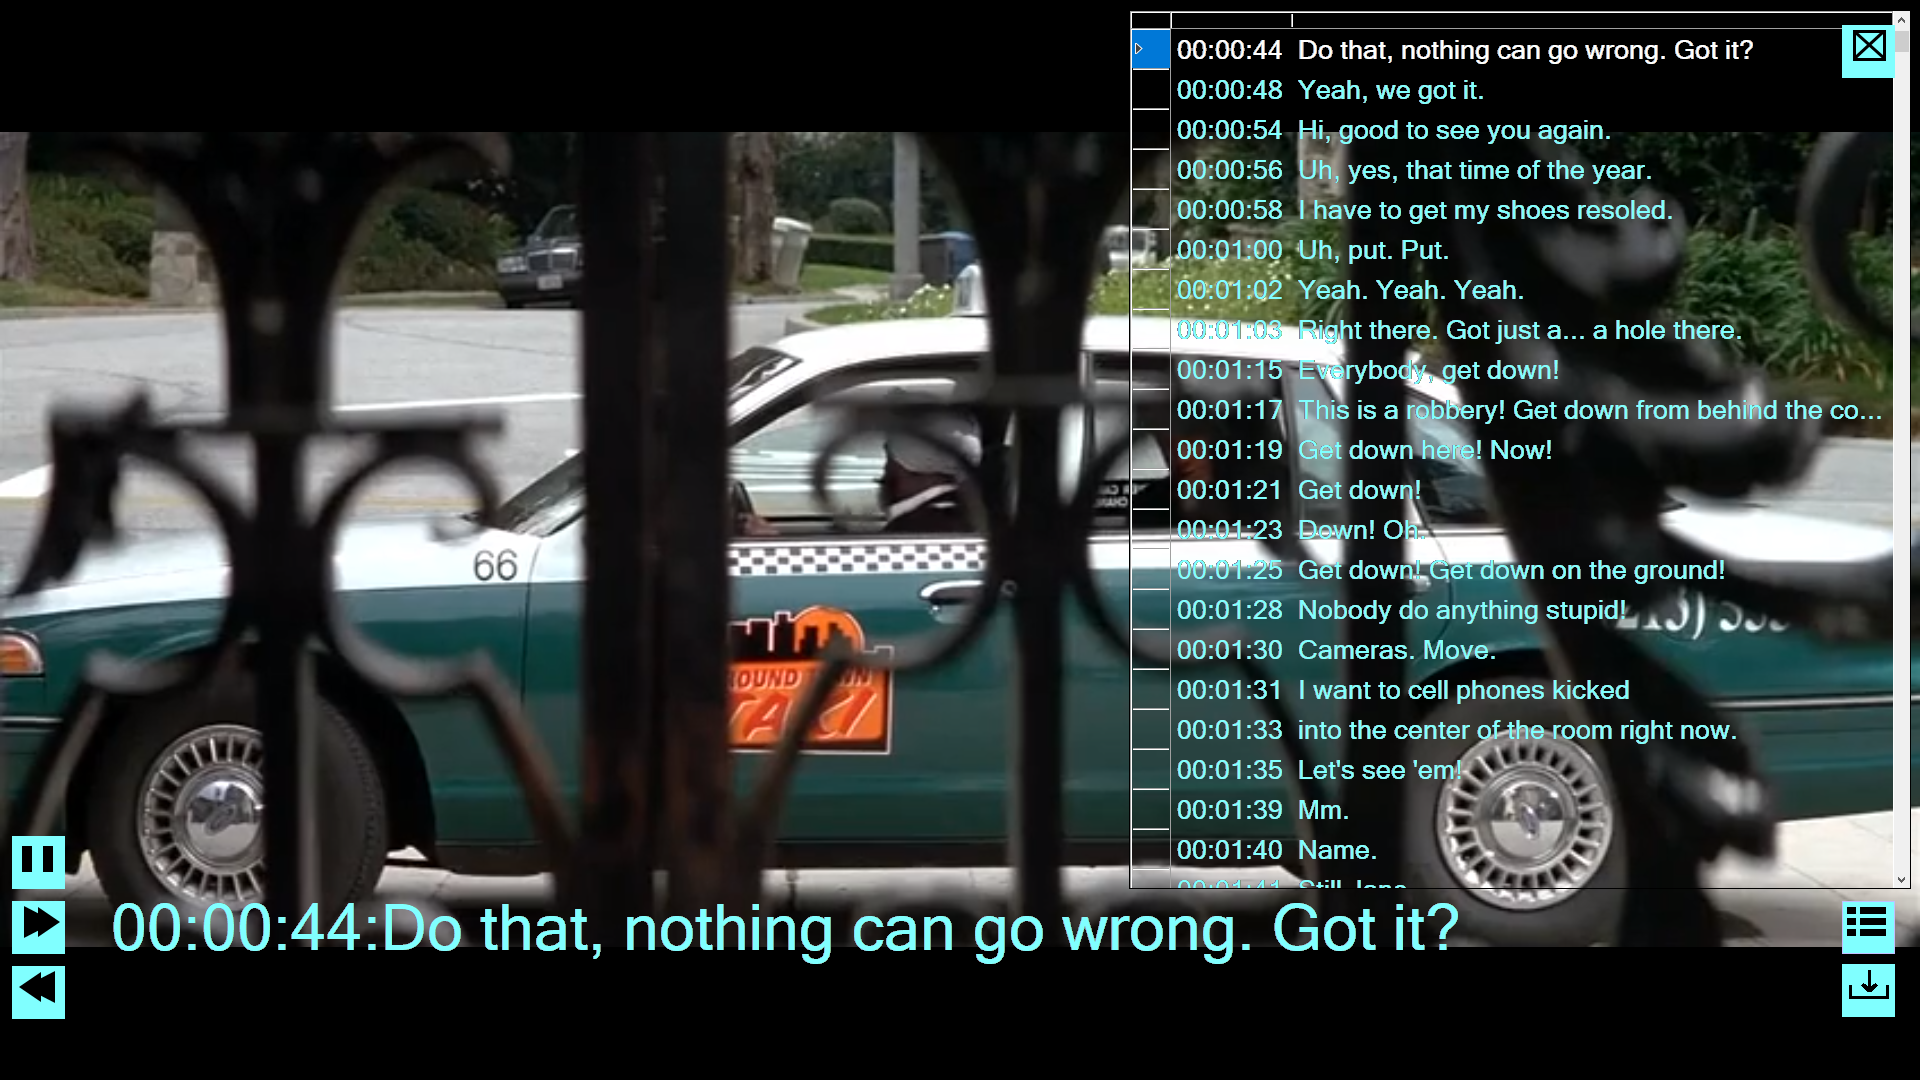 00:00:44 Do that, nothing can go wrong. Got it?
00:00:48 Yeah, we got it.
00:00:54 Hi, good to see you again.
00:00:56 Uh, yes, that time of the year.
00:00:58 I have to get my shoes resoled.
00:01:00 Uh, put. Put.
00:01:02 Yeah. Yeah. Yeah.
00:01:03 Right there. Got just a... a hole there.
00:01:15 Everybody, get down!
00:01:17 This is a robbery! Get down from behind the co...
00:01:19 Get down here! Now!
00:01:21 Get down!
00:01:23 Down! Oh.
00:01:25 Get down! Get down on the ground!
00:01:28 Nobody do anything stupid!
00:01:30 Cameras. Move.
00:01:31 I want to cell phones kicked
00:01:33 into the center of the room right now.
00:01:35 Let's see 'em!
00:01:39 Mm.
00:01:40 Name.
66
TAXI
00:00:44:Do that, nothing can go wrong. Got it?